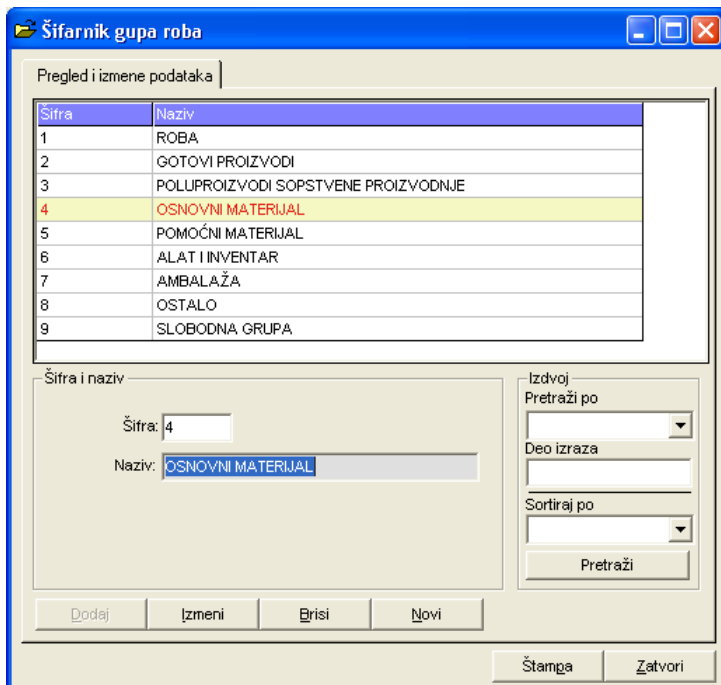 Šifarnik gupa roba
Pregled i izmene podataka
Šifra Naziv
1 ROBA
2 GOTOVI PROIZVODI
3 POLUPROIZVODI SOPSTVENE PROIZVODNJE
4 OSNOVNI MATERIJAL
5 POMOĆNI MATERIJAL
6 ALAT I INVENTAR
7 AMBALAŽA
8 OSTALO
9 SLOBODNA GRUPA
Šifra i naziv
Šifra: 4
Naziv: OSNOVNI MATERIJAL
Izdvoj
Pretraži po
Deo izraza
Sortiraj po
Pretraži
Dodaj Izmeni Brisi Novi
Štampa Zatvori